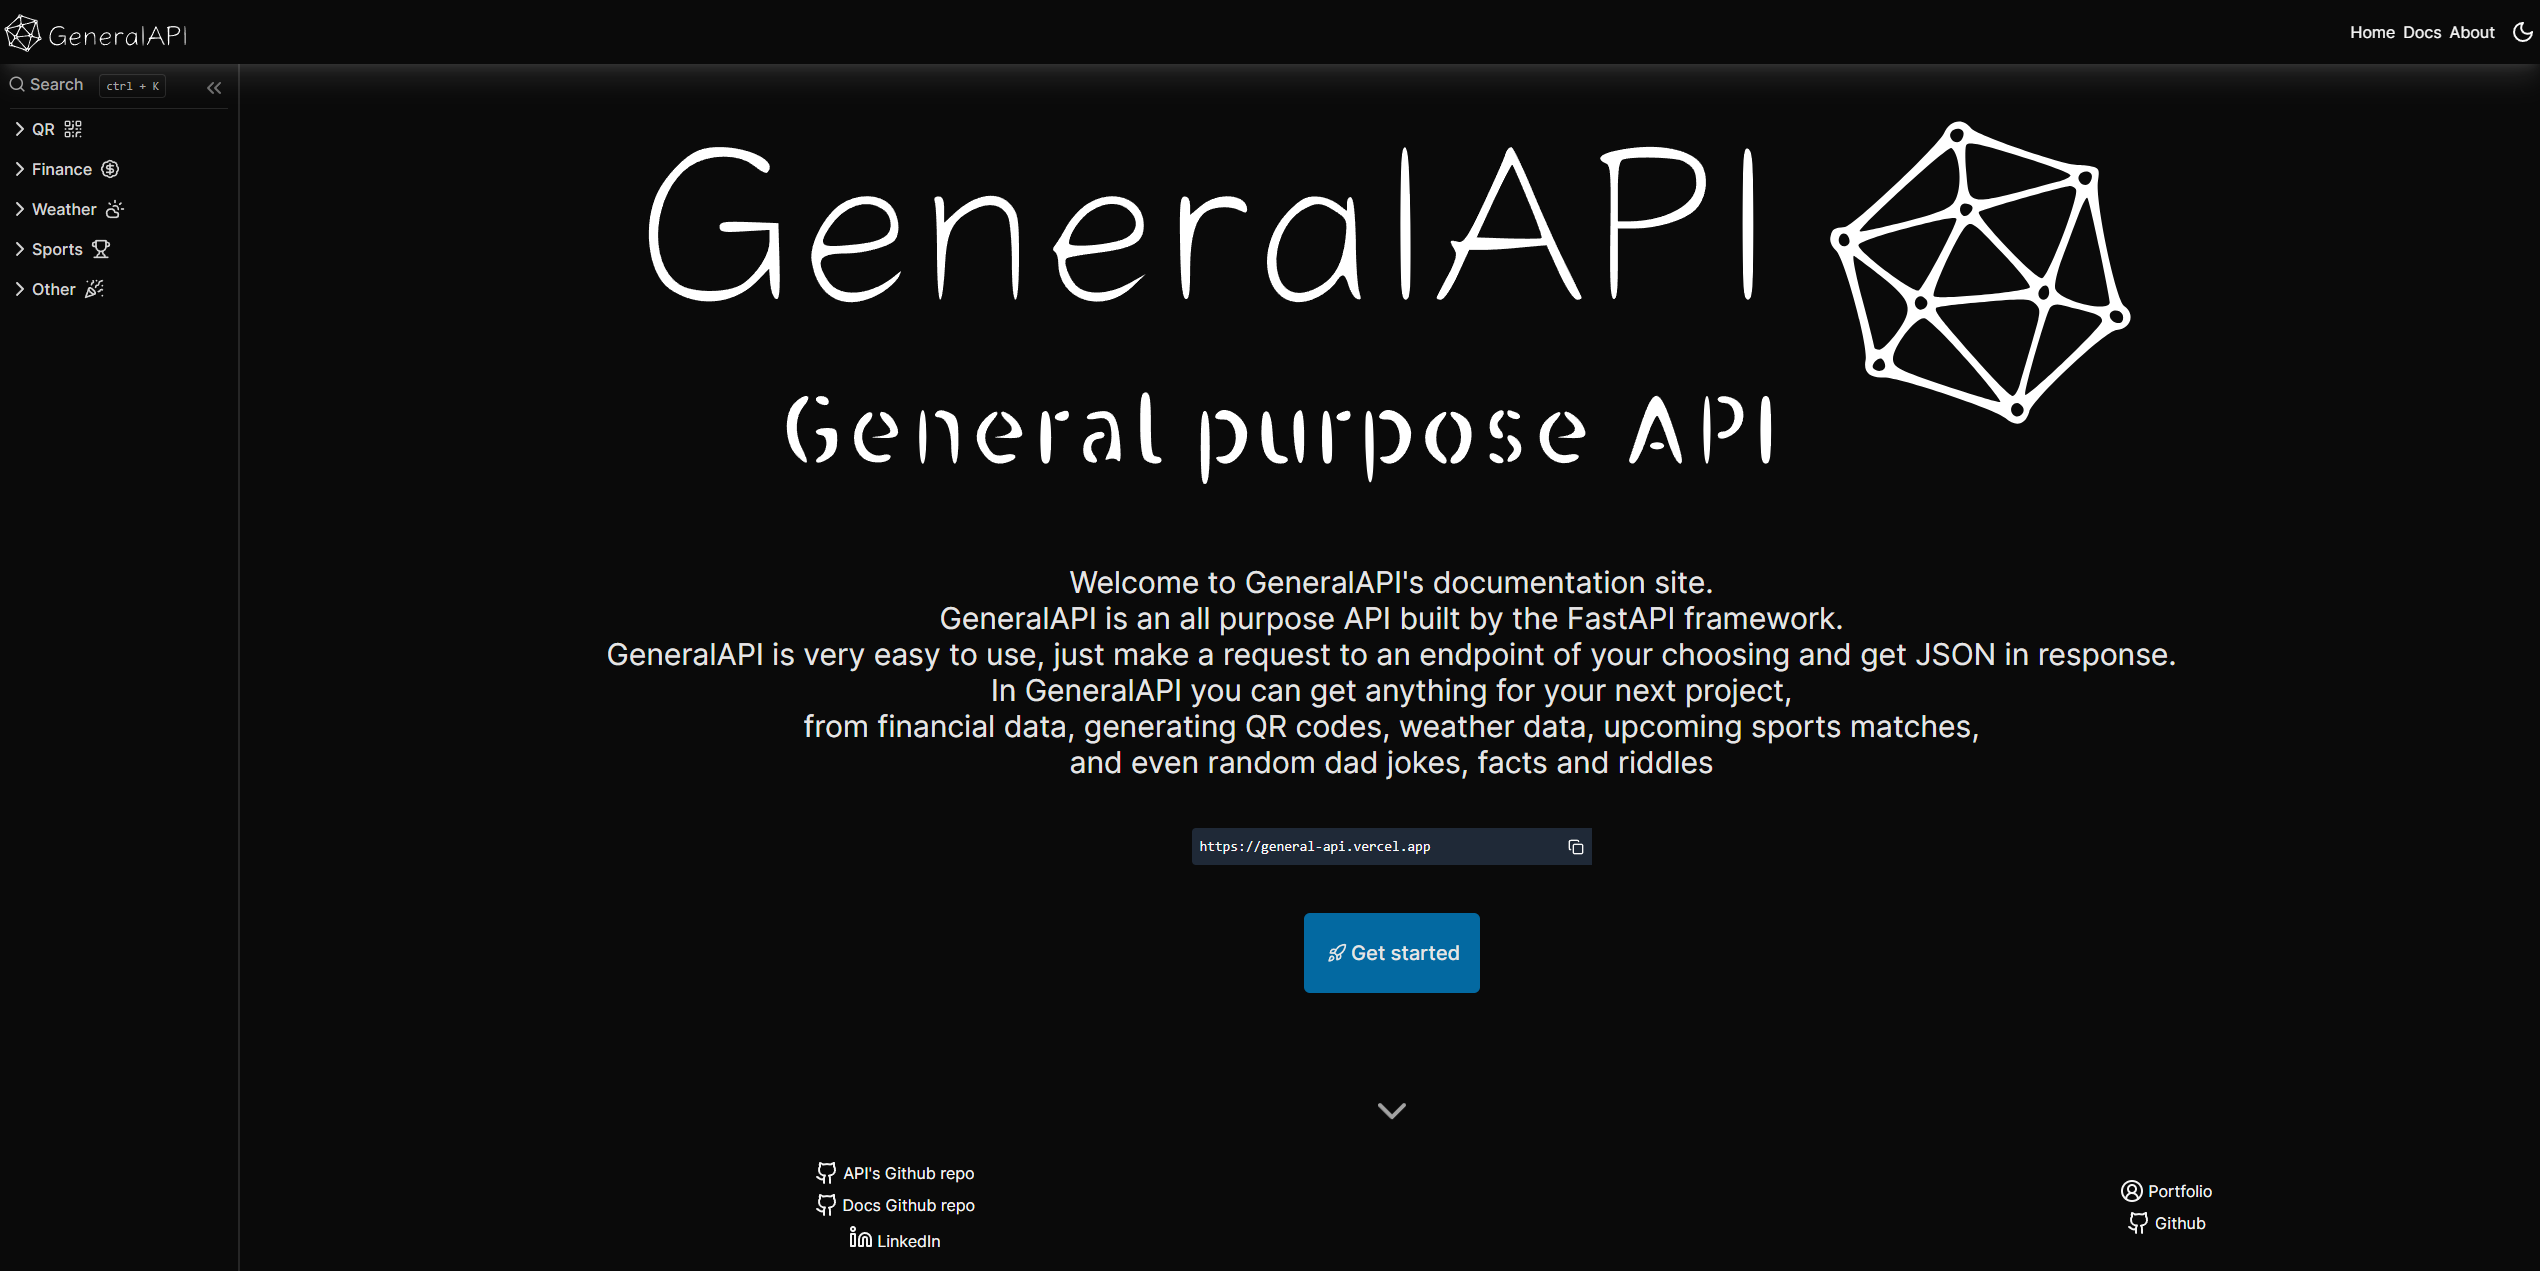 GeneralAPI
Home Docs About
Search ctrl + K
QR
Finance
Weather
Sports
Other
GeneralAPI
General purpose API
Welcome to GeneralAPI's documentation site.
GeneralAPI is an all purpose API built by the FastAPI framework.
GeneralAPI is very easy to use, just make a request to an endpoint of your choosing and get JSON in response.
In GeneralAPI you can get anything for your next project,
from financial data, generating QR codes, weather data, upcoming sports matches,
and even random dad jokes, facts and riddles
https://general-api.vercel.app
Get started
API's Github repo
Docs Github repo
LinkedIn
Portfolio
Github